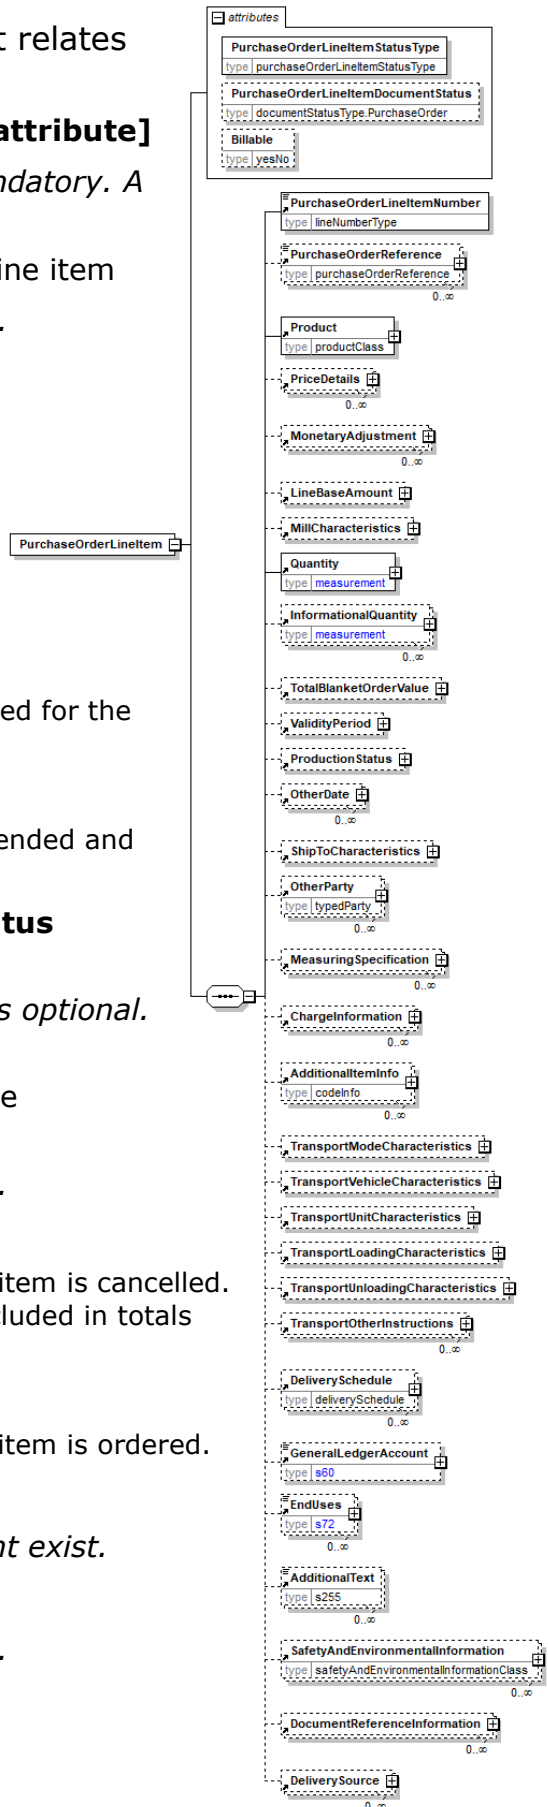 t relates
attribute]
ndatory. A
ine item
.
ed for the
ended and
tus
s optional.
e
.
item is cancelled.
cluded in totals
item is ordered.
nt exist.
.
PurchaseOrderLineItem
attributes
PurchaseOrderLineItemStatusType
type purchaseOrderLineItemStatusType
PurchaseOrderLineItemDocumentStatus
type documentStatusType.PurchaseOrder
Billable
type yesNo
PurchaseOrderLineItemNumber
type lineNumberType
PurchaseOrderReference
type purchaseOrderReference
0..∞
Product
type productClass
PriceDetails
0..∞
MonetaryAdjustment
0..∞
LineBaseAmount
MillCharacteristics
Quantity
type measurement
InformationalQuantity
type measurement
0..∞
TotalBlanketOrderValue
ValidityPeriod
ProductionStatus
OtherDate
0..∞
ShipToCharacteristics
OtherParty
type typedParty
0..∞
MeasuringSpecification
0..∞
ChargeInformation
0..∞
AdditionalItemInfo
type codeInfo
0..∞
TransportModeCharacteristics
TransportVehicleCharacteristics
TransportUnitCharacteristics
TransportLoadingCharacteristics
TransportUnloadingCharacteristics
TransportOtherInstructions
0..∞
DeliverySchedule
type deliverySchedule
0..∞
GeneralLedgerAccount
type s60
EndUses
type s72
0..∞
AdditionalText
type s255
0..∞
SafetyAndEnvironmentalInformation
type safetyAndEnvironmentalInformationClass
0..∞
DocumentReferenceInformation
0..∞
DeliverySource
0..∞